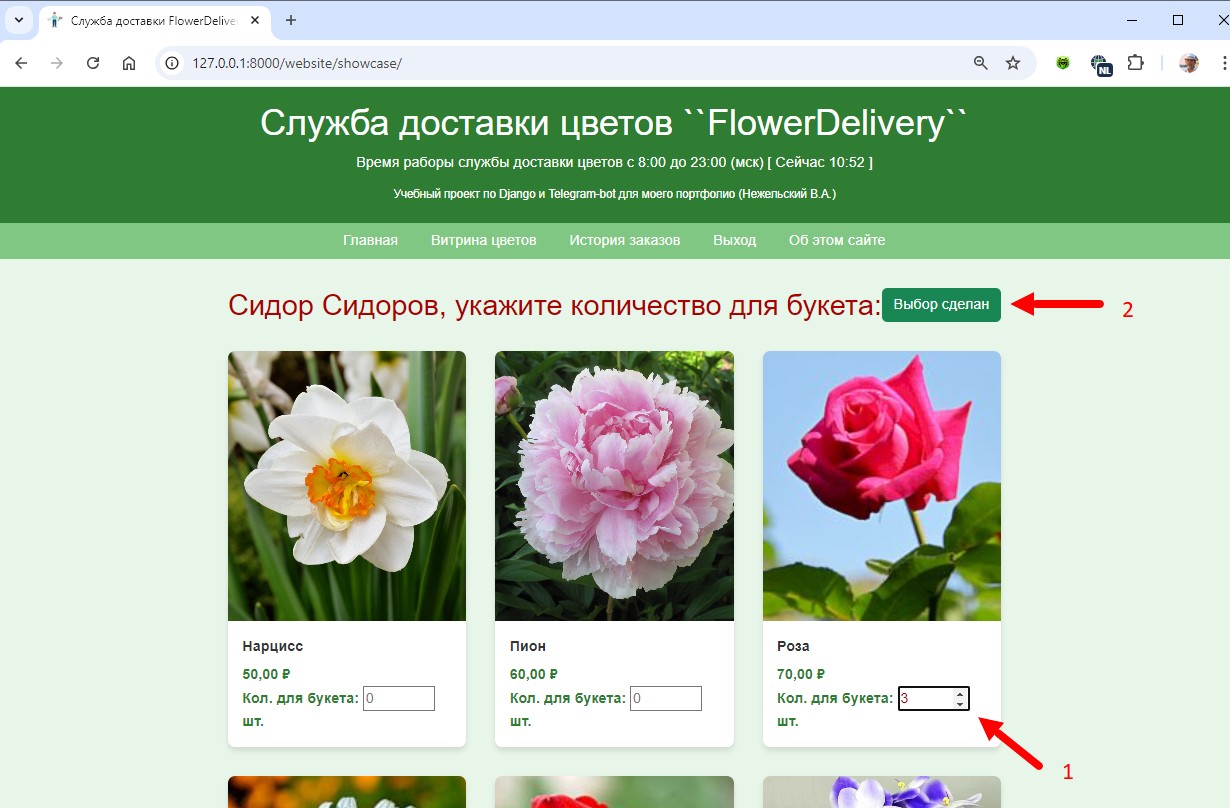 Служба доставки FlowerDelive
127.0.0.1:8000/website/showcase/
NL
Служба доставки цветов ``FlowerDelivery``
Время раборы службы доставки цветов с 8:00 до 23:00 (мск) [ Сейчас 10:52 ]
Учебный проект по Django и Telegram-bot для моего портфолио (Нежельский В.А.)
Главная Витрина цветов История заказов Выход Об этом сайте
Сидор Сидоров, укажите количество для букета: Выбор сделан 2
Нарцисс Пион Роза
50,00 ₽ 60,00 ₽ 70,00 ₽
Кол. для букета: 0 Кол. для букета: 0 Кол. для букета: 3
шт. шт. шт.
1